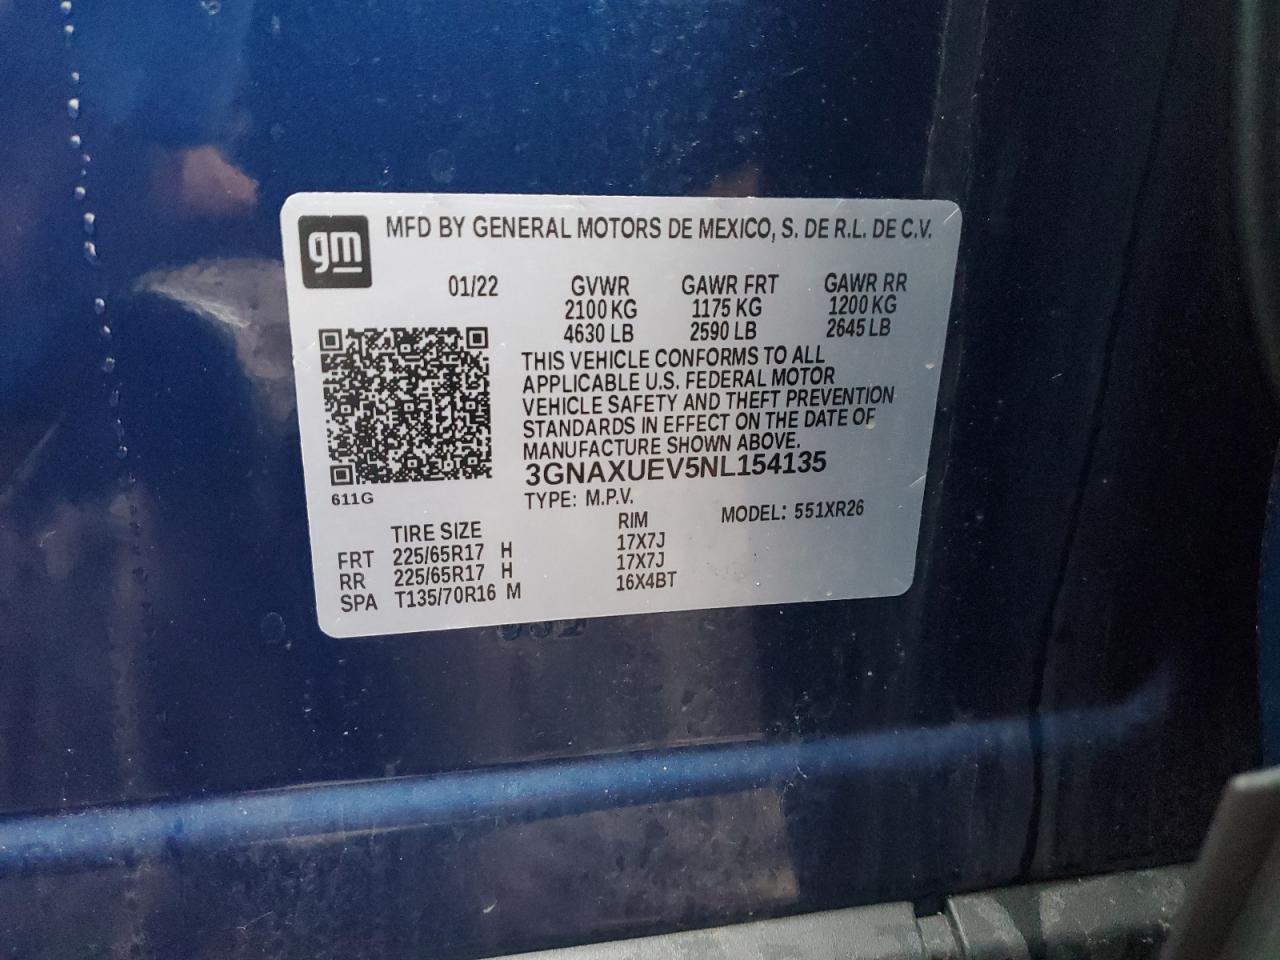 gm
MFD BY GENERAL MOTORS DE MEXICO, S. DE R.L. DE C.V.
01/22 GVWR GAWR FRT GAWR RR
2100 KG 1175 KG 1200 KG
4630 LB 2590 LB 2645 LB
THIS VEHICLE CONFORMS TO ALL
APPLICABLE U.S. FEDERAL MOTOR
VEHICLE SAFETY AND THEFT PREVENTION
STANDARDS IN EFFECT ON THE DATE OF
MANUFACTURE SHOWN ABOVE.
3GNAXUEV5NL154135
611G
TYPE: M.P.V. MODEL: 551XR26
TIRE SIZE RIM
FRT 225/65R17 H 17X7J
RR 225/65R17 H 17X7J
SPA T135/70R16 M 16X4BT